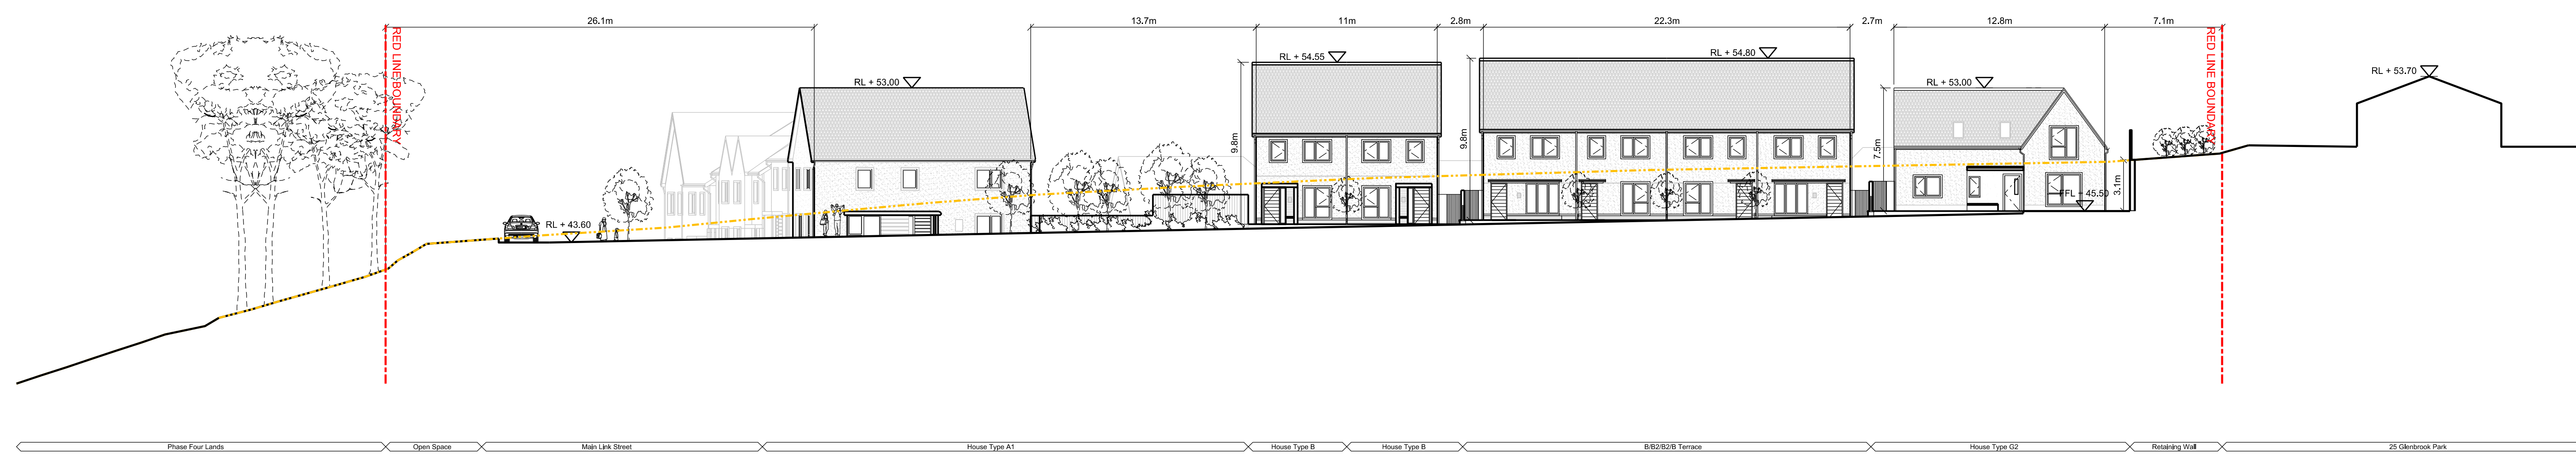 26.1m
13.7m
11m
2.8m
22.3m
2.7m
12.8m
7.1m
RED LINE BOUNDARY
RED LINE BOUNDARY
RL + 54.55
RL + 54.80
RL + 53.70
RL + 53.00
RL + 53.00
9.8m
9.8m
7.5m
3.1m
FFL + 45.50
RL + 43.60
Phase Four Lands
Open Space
Main Link Street
House Type A1
House Type B
House Type B
B/B2/B2/B Terrace
House Type G2
Retaining Wall
25 Glenbrook Park